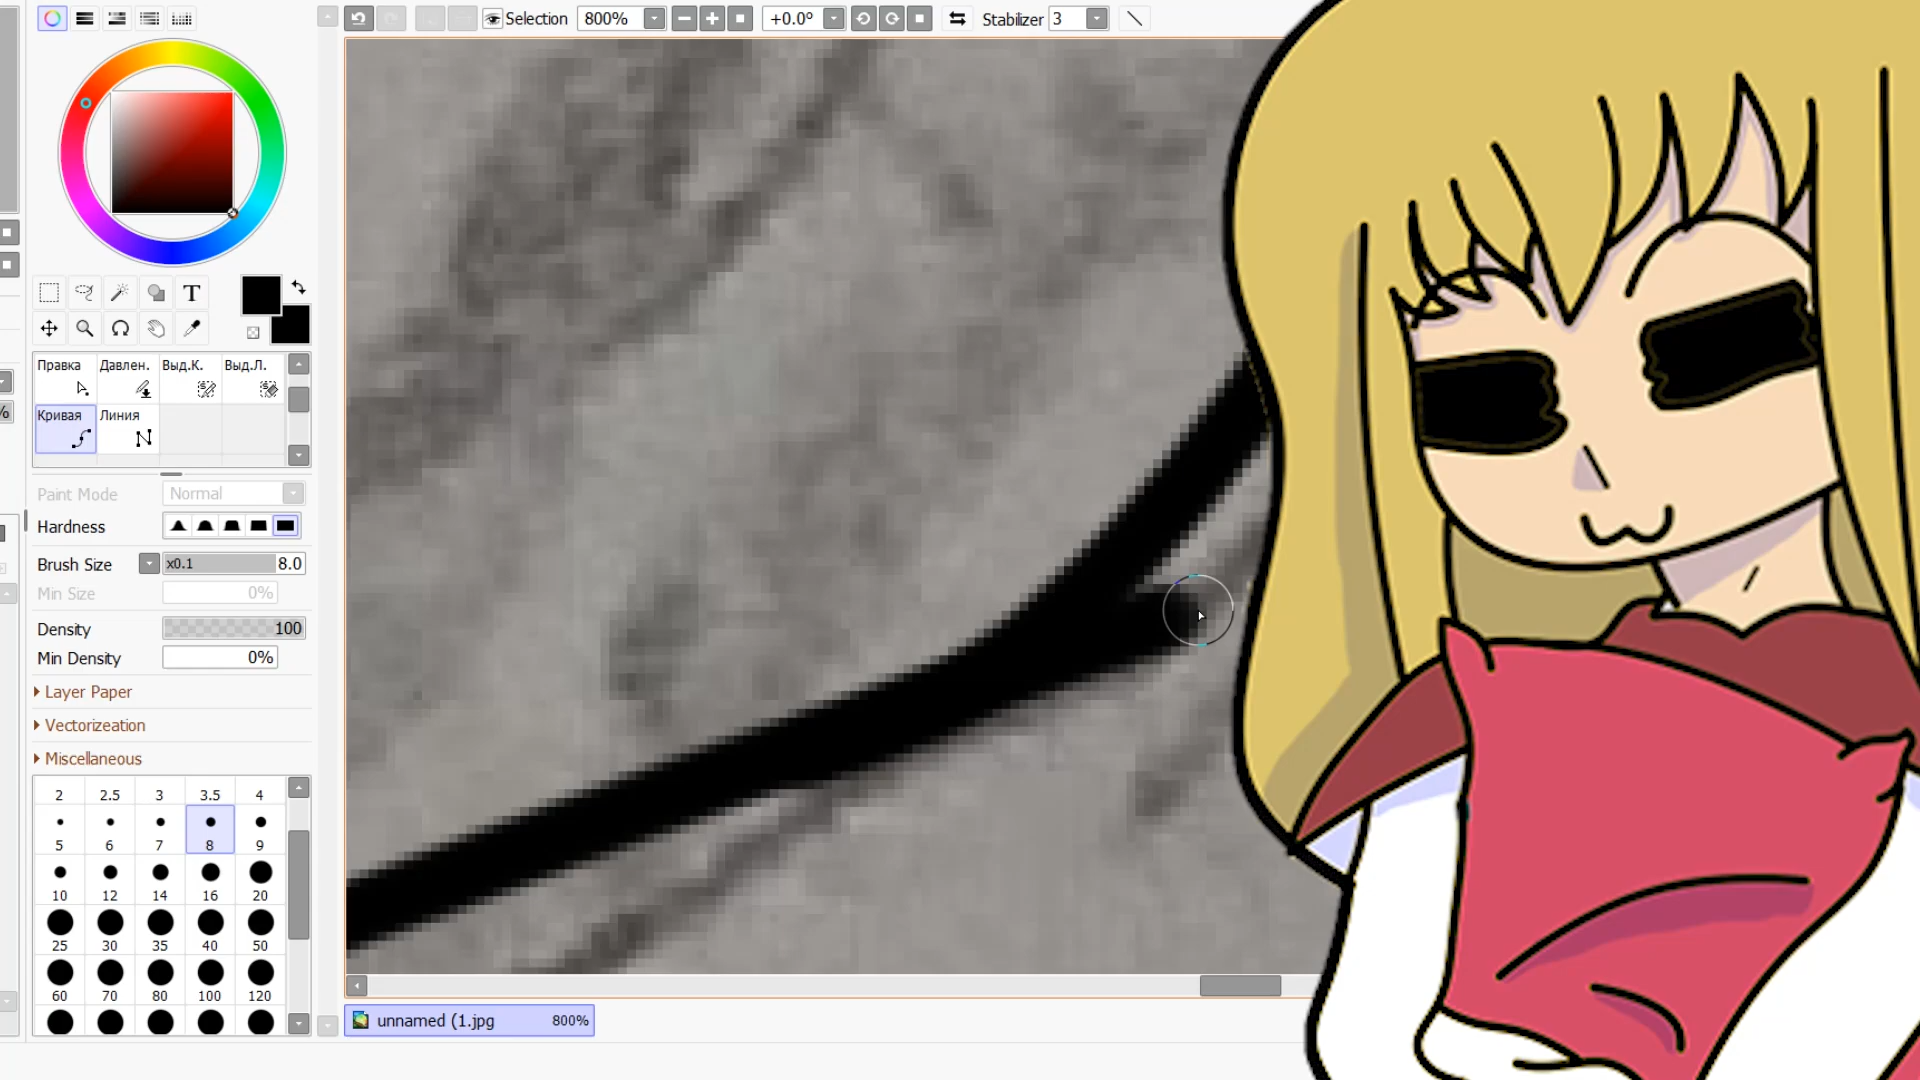 Selection 800% +0.0° Stabilizer 3
T
Правка Давлен. Выд.К. Выд.Л.
Кривая Линия
Paint Mode Normal
Hardness
Brush Size x0.1 8.0
Min Size 0%
Density 100
Min Density 0%
Layer Paper
Vectorizeation
Miscellaneous
2 2.5 3 3.5 4
5 6 7 8 9
10 12 14 16 20
25 30 35 40 50
60 70 80 100 120
unnamed (1.jpg 800%
%